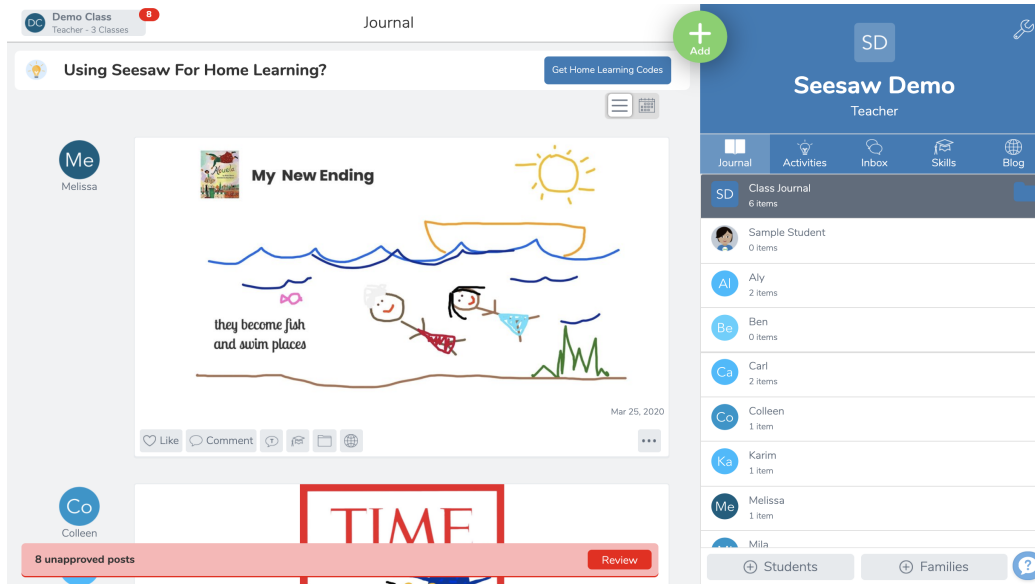 DC
Demo Class
Teacher - 3 Classes
8
Journal
Add
Using Seesaw For Home Learning?
Get Home Learning Codes
Me
Melissa
My New Ending
they become fish
and swim places
Mar 25, 2020
Like
Comment
Co
Colleen
TIME
8 unapproved posts
Review
SD
Seesaw Demo
Teacher
Journal
Activities
Inbox
Skills
Blog
SD
Class Journal
6 items
Sample Student
0 items
Al
Aly
2 items
Be
Ben
0 items
Ca
Carl
2 items
Co
Colleen
1 item
Ka
Karim
1 item
Me
Melissa
1 item
Mila
Students
Families
?